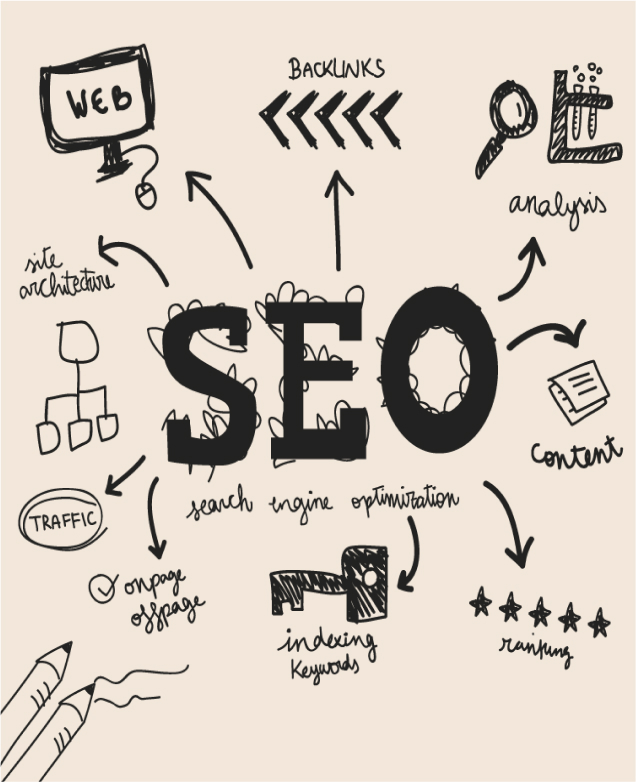 WEB
BACKLINKS
analysis
site
architecture
SEO
content
search engine optimization
TRAFFIC
onpage
offpage
indexing
Keywords
ranking